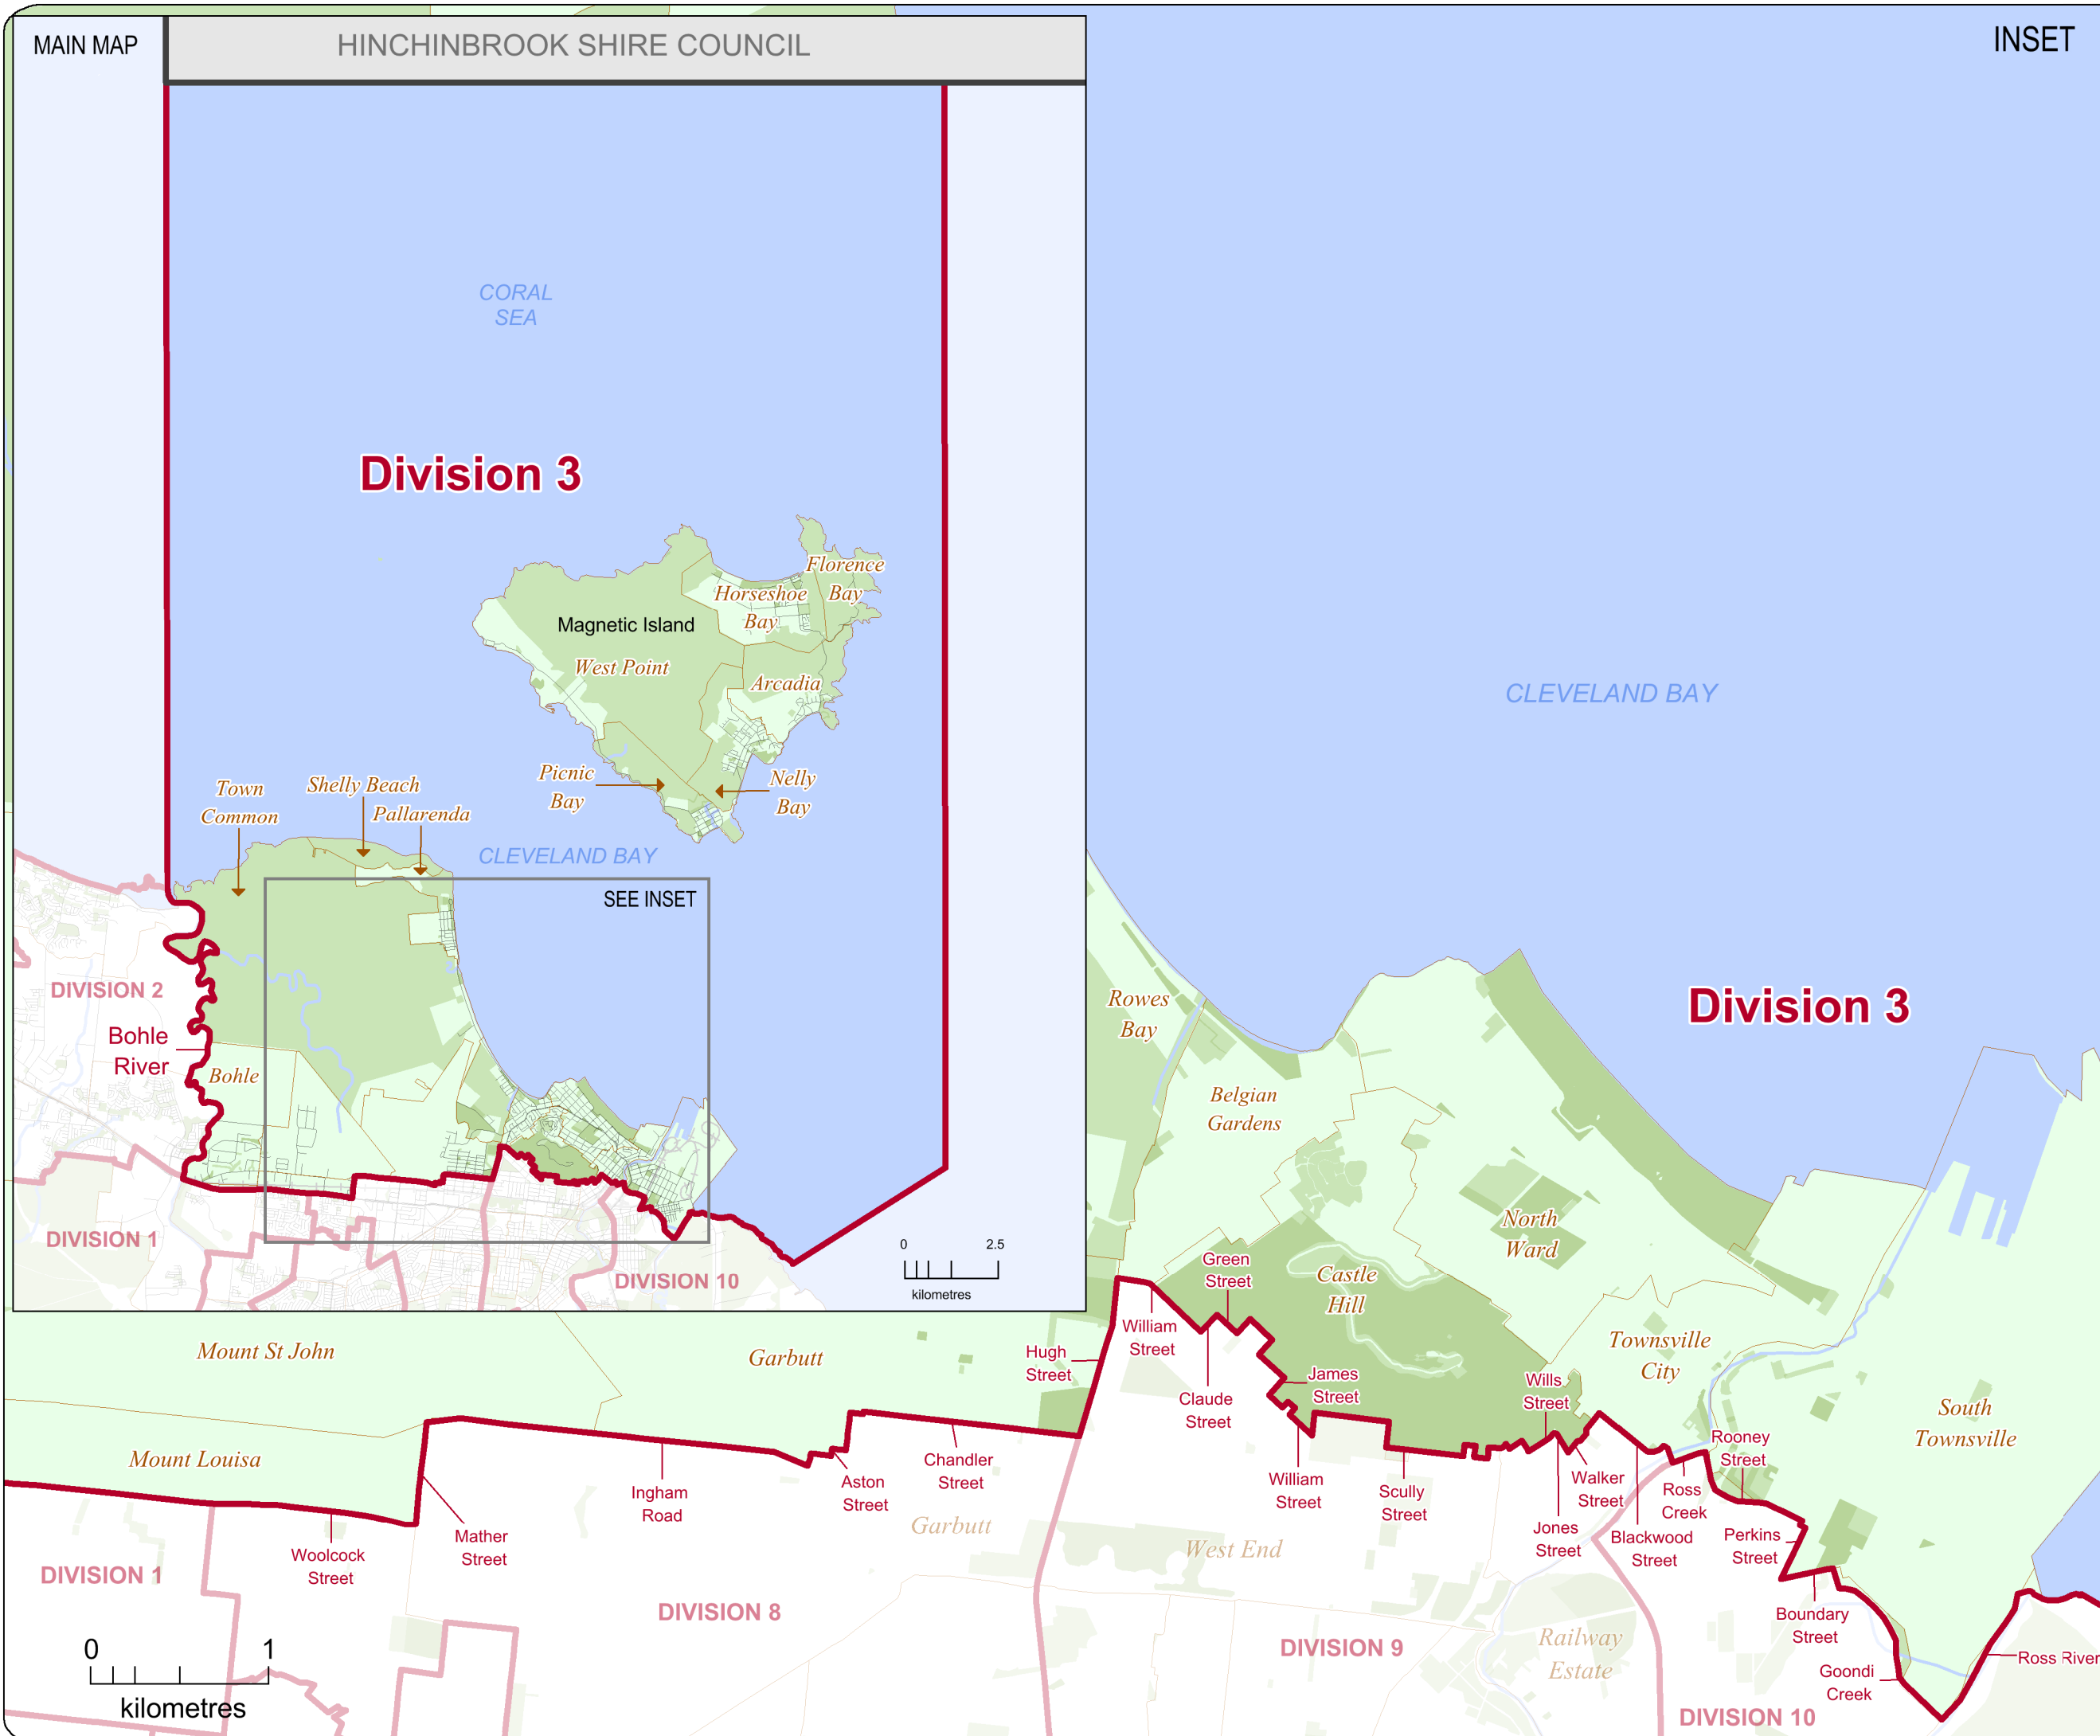 MAIN MAP
HINCHINBROOK SHIRE COUNCIL
INSET
CORAL
SEA
Division 3
Florence
Bay
Horseshoe
Bay
Magnetic Island
West Point
Arcadia
Picnic
Bay
Nelly
Bay
Town
Common
Shelly Beach
Pallarenda
CLEVELAND BAY
SEE INSET
DIVISION 2
Bohle
River
Bohle
DIVISION 1
DIVISION 10
0 2.5
kilometres
CLEVELAND BAY
Division 3
Rowes
Bay
Belgian
Gardens
North
Ward
Castle
Hill
Townsville
City
South
Townsville
Mount St John
Garbutt
Mount Louisa
Hugh
Street
William
Street
Green
Street
Claude
Street
James
Street
William
Street
Scully
Street
Wills
Street
Jones
Street
Walker
Street
Blackwood
Street
Ross
Creek
Rooney
Street
Perkins
Street
Boundary
Street
Goondi
Creek
Ross River
Woolcock
Street
Mather
Street
Ingham
Road
Aston
Street
Chandler
Street
Garbutt
West End
Railway
Estate
DIVISION 1
DIVISION 8
DIVISION 9
DIVISION 10
0 1
kilometres